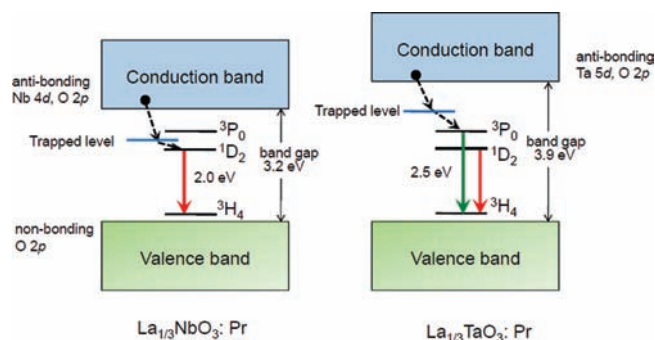 anti-bonding
Nb 4d, O 2p
Conduction band
Trapped level
³P₀
¹D₂
2.0 eV
band gap
3.2 eV
³H₄
non-bonding
O 2p
Valence band
La₁/₃NbO₃: Pr
Conduction band
anti-bonding
Ta 5d, O 2p
Trapped level
³P₀
¹D₂
2.5 eV
band gap
3.9 eV
³H₄
Valence band
La₁/₃TaO₃: Pr